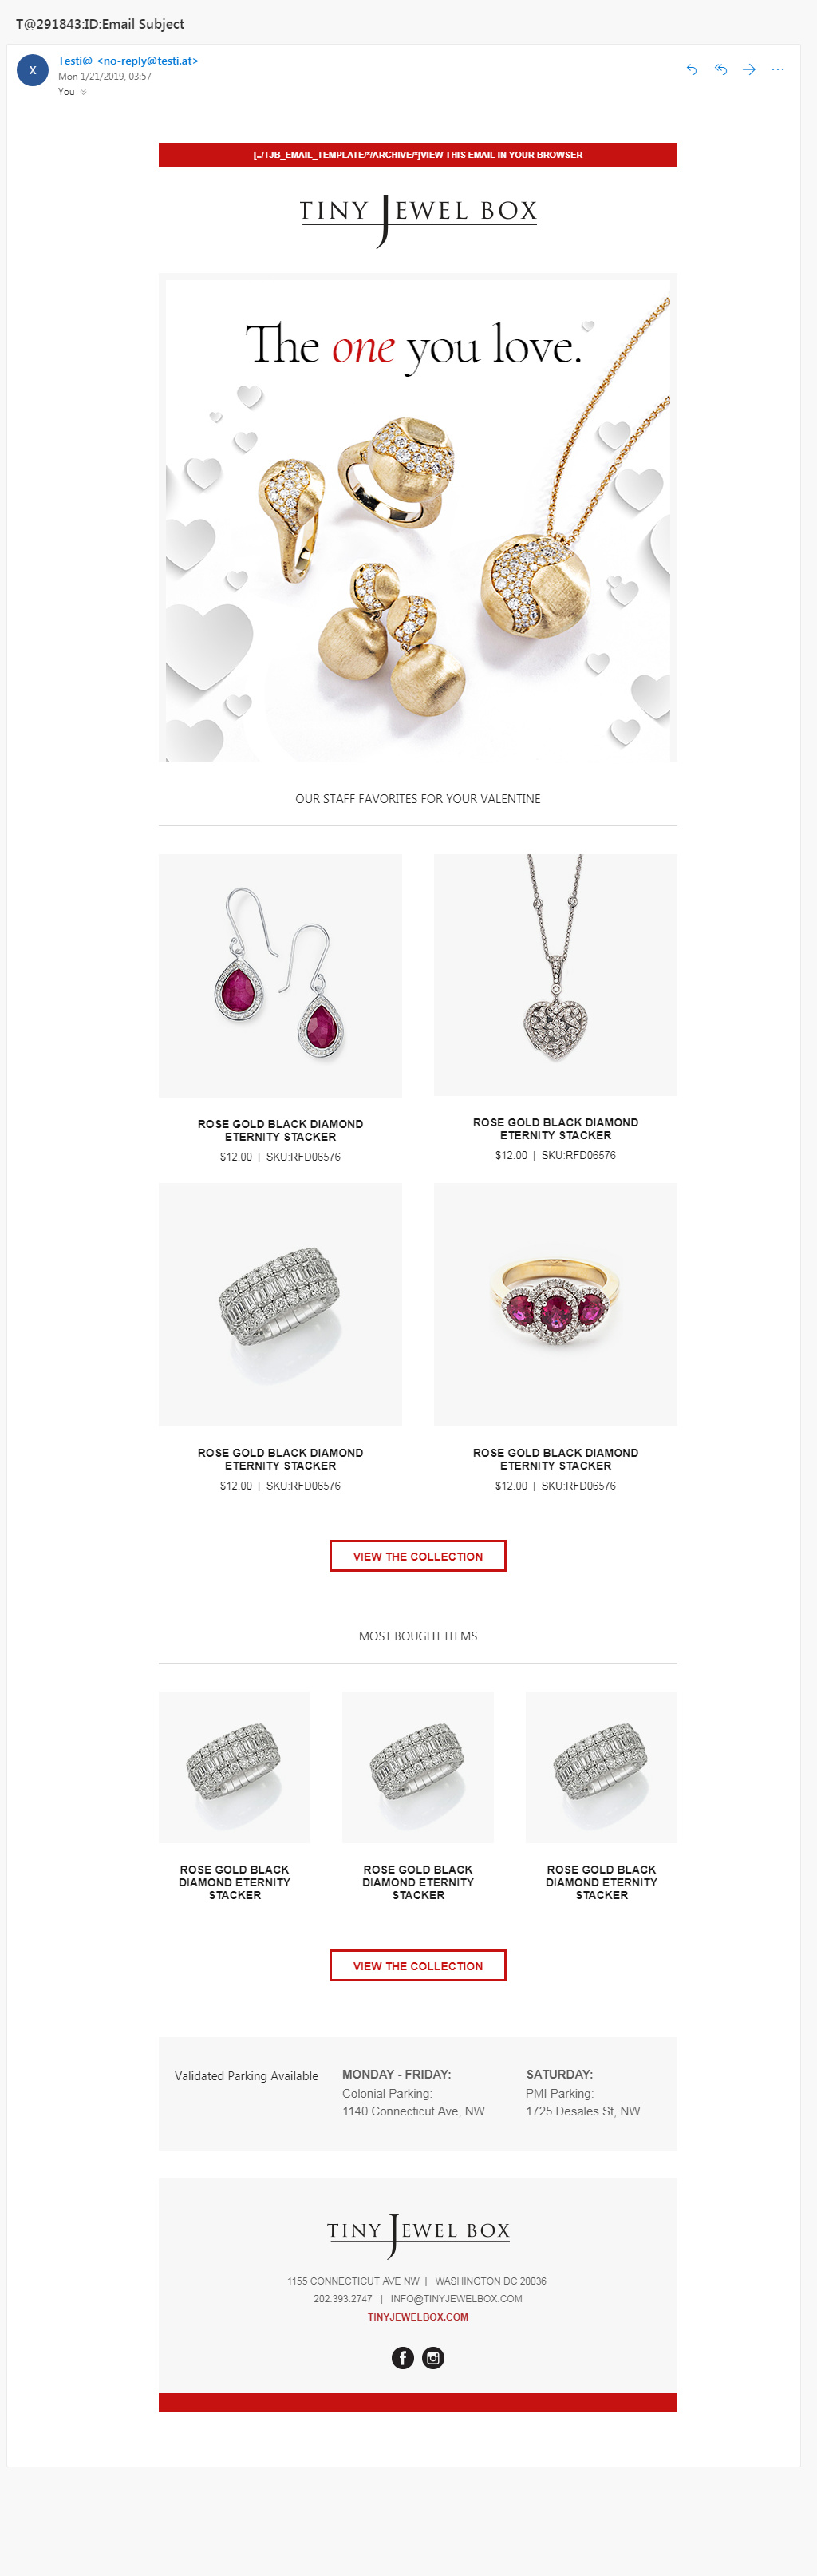 T@291843:ID:Email Subject
X
Testi@ <no-reply@testi.at>
Mon 1/21/2019, 03:57
You
[../TJB_EMAIL_TEMPLATE/*/ARCHIVE/*]VIEW THIS EMAIL IN YOUR BROWSER
TINY JEWEL BOX
The one you love.
OUR STAFF FAVORITES FOR YOUR VALENTINE
ROSE GOLD BLACK DIAMOND
ETERNITY STACKER
$12.00 | SKU:RFD06576
ROSE GOLD BLACK DIAMOND
ETERNITY STACKER
$12.00 | SKU:RFD06576
ROSE GOLD BLACK DIAMOND
ETERNITY STACKER
$12.00 | SKU:RFD06576
ROSE GOLD BLACK DIAMOND
ETERNITY STACKER
$12.00 | SKU:RFD06576
VIEW THE COLLECTION
MOST BOUGHT ITEMS
ROSE GOLD BLACK
DIAMOND ETERNITY
STACKER
ROSE GOLD BLACK
DIAMOND ETERNITY
STACKER
ROSE GOLD BLACK
DIAMOND ETERNITY
STACKER
VIEW THE COLLECTION
Validated Parking Available
MONDAY - FRIDAY:
Colonial Parking:
1140 Connecticut Ave, NW
SATURDAY:
PMI Parking:
1725 Desales St, NW
TINY JEWEL BOX
1155 CONNECTICUT AVE NW | WASHINGTON DC 20036
202.393.2747 | INFO@TINYJEWELBOX.COM
TINYJEWELBOX.COM